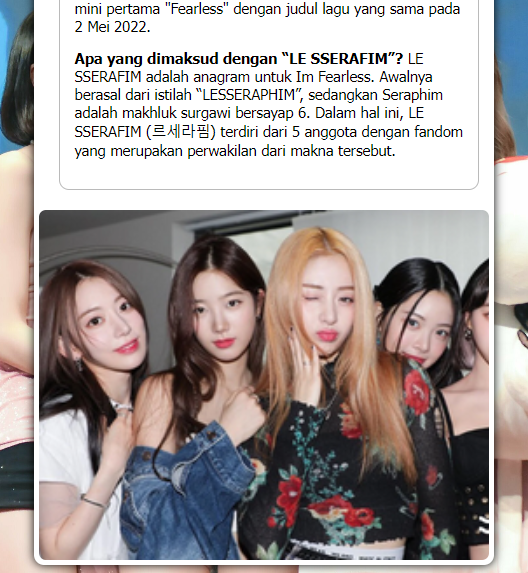 mini pertama "Fearless" dengan judul lagu yang sama pada
2 Mei 2022.
Apa yang dimaksud dengan “LE SSERAFIM”? LE
SSERAFIM adalah anagram untuk Im Fearless. Awalnya
berasal dari istilah “LESSERAPHIM”, sedangkan Seraphim
adalah makhluk surgawi bersayap 6. Dalam hal ini, LE
SSERAFIM (르세라핌) terdiri dari 5 anggota dengan fandom
yang merupakan perwakilan dari makna tersebut.